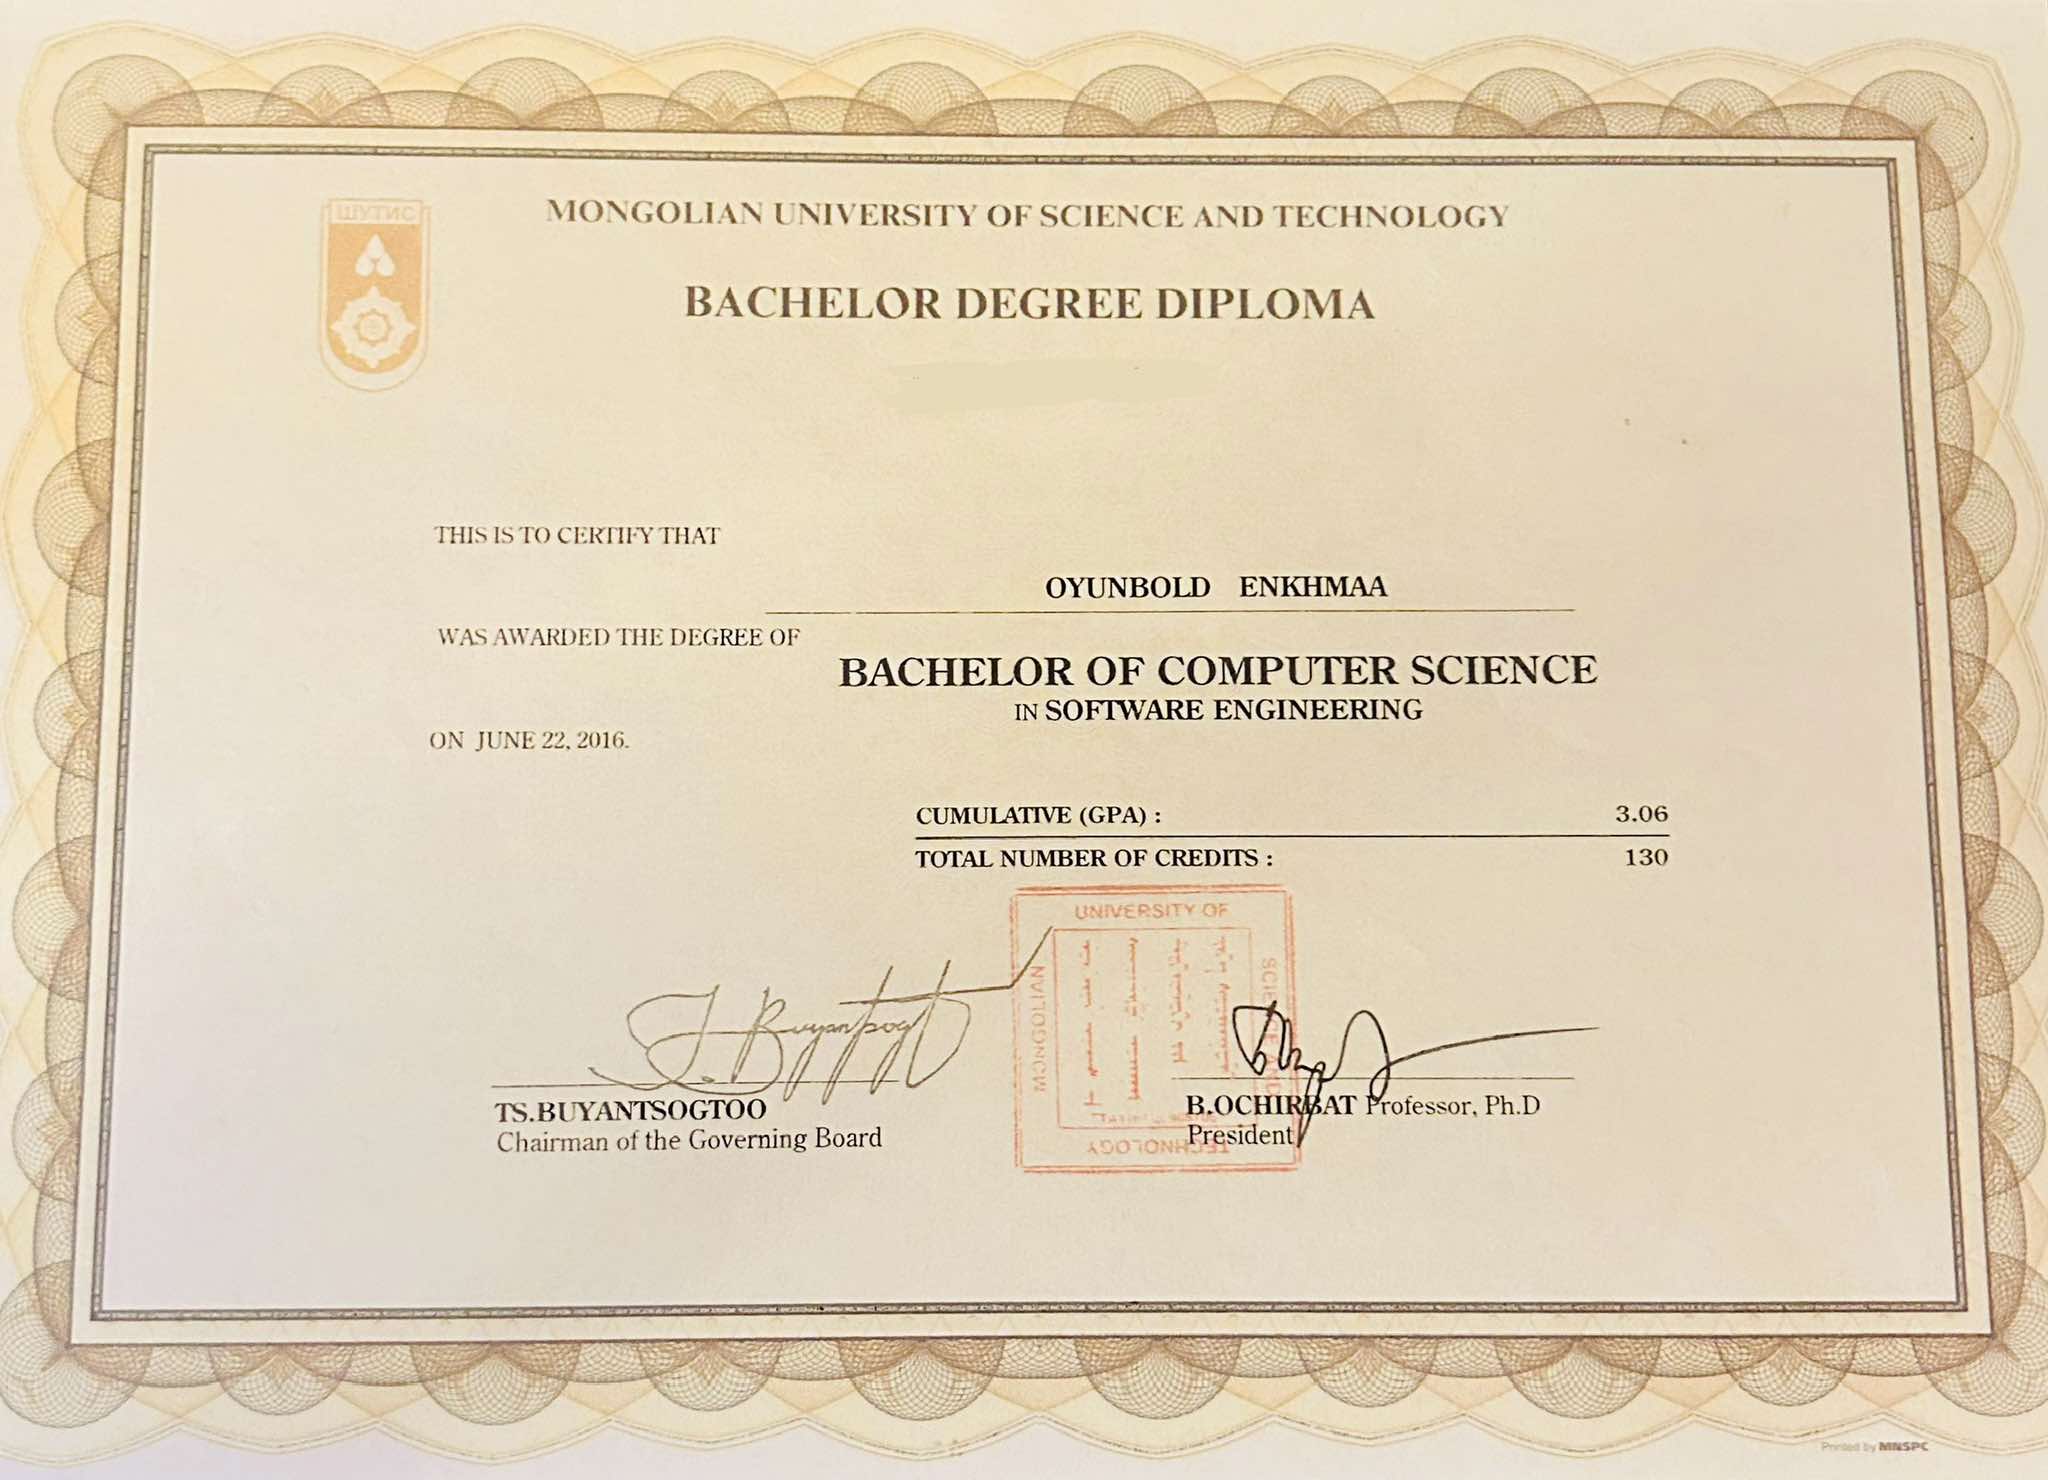 ШУТИС
MONGOLIAN UNIVERSITY OF SCIENCE AND TECHNOLOGY
BACHELOR DEGREE DIPLOMA
THIS IS TO CERTIFY THAT
OYUNBOLD ENKHMAA
WAS AWARDED THE DEGREE OF
BACHELOR OF COMPUTER SCIENCE
IN SOFTWARE ENGINEERING
ON JUNE 22, 2016.
CUMULATIVE (GPA) : 3.06
TOTAL NUMBER OF CREDITS : 130
UNIVERSITY OF
MONGOLIAN
SCIENCE AND
TECHNOLOGY
TS.BUYANTSOGTOO
Chairman of the Governing Board
B.OCHIRBAT Professor, Ph.D
President
Printed by MNSPC